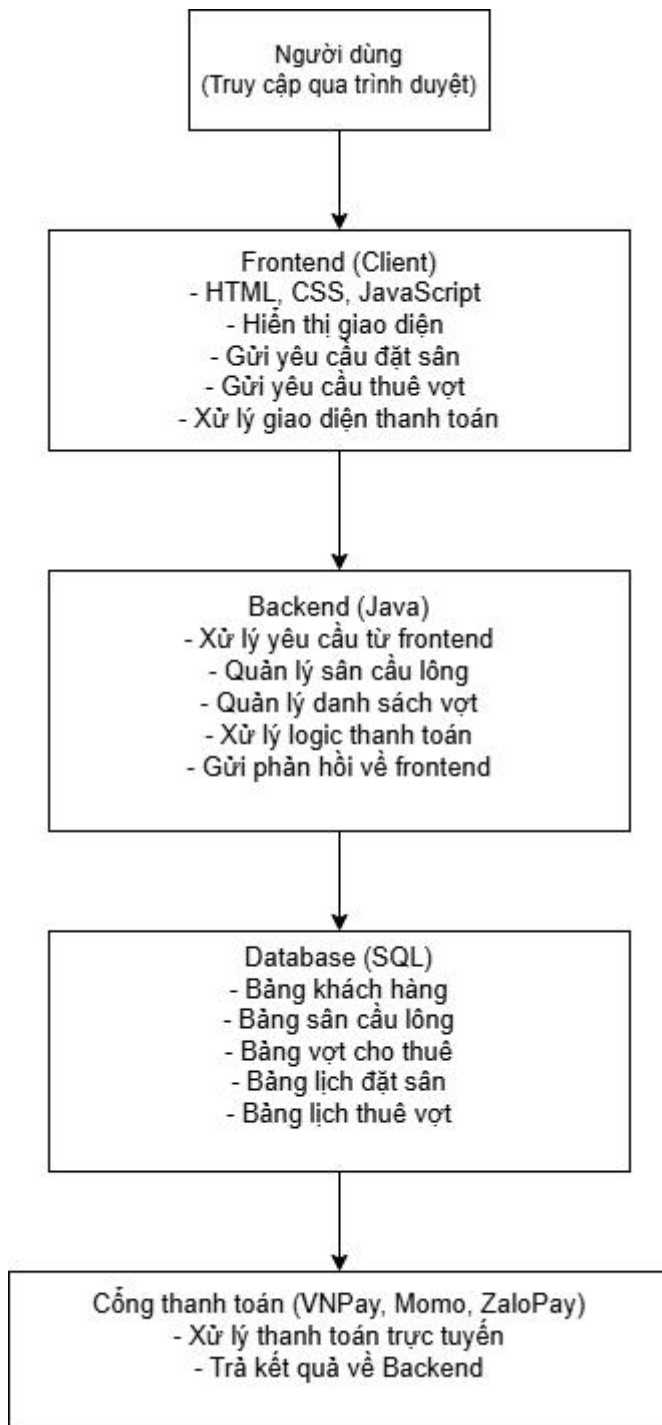 Người dùng
(Truy cập qua trình duyệt)
Frontend (Client)
- HTML, CSS, JavaScript
- Hiển thị giao diện
- Gửi yêu cầu đặt sân
- Gửi yêu cầu thuê vợt
- Xử lý giao diện thanh toán
Backend (Java)
- Xử lý yêu cầu từ frontend
- Quản lý sân cầu lông
- Quản lý danh sách vợt
- Xử lý logic thanh toán
- Gửi phản hồi về frontend
Database (SQL)
- Bảng khách hàng
- Bảng sân cầu lông
- Bảng vợt cho thuê
- Bảng lịch đặt sân
- Bảng lịch thuê vợt
Cổng thanh toán (VNPay, Momo, ZaloPay)
- Xử lý thanh toán trực tuyến
- Trả kết quả về Backend